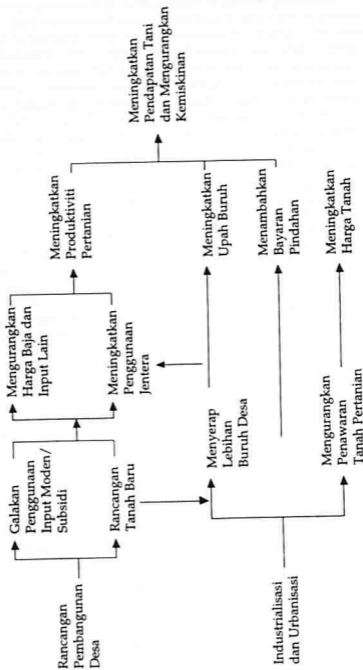 Rancangan
Pembangunan
Desa
Galakan
Penggunaan
Input Moden/
Subsidi
Rancangan
Tanah Baru
Mengurangkan
Harga Baja dan
Input Lain
Meningkatkan
Penggunaan
Jentera
Meningkatkan
Produktiviti
Pertanian
Meningkatkan
Pendapatan Tani
dan Mengurangkan
Kemiskinan
Industrialisasi
dan Urbanisasi
Menyerap
Lebihan
Buruh Desa
Mengurangkan
Penawaran
Tanah Pertanian
Meningkatkan
Upah Buruh
Menambahkan
Bayaran
Pindahan
Meningkatkan
Harga Tanah